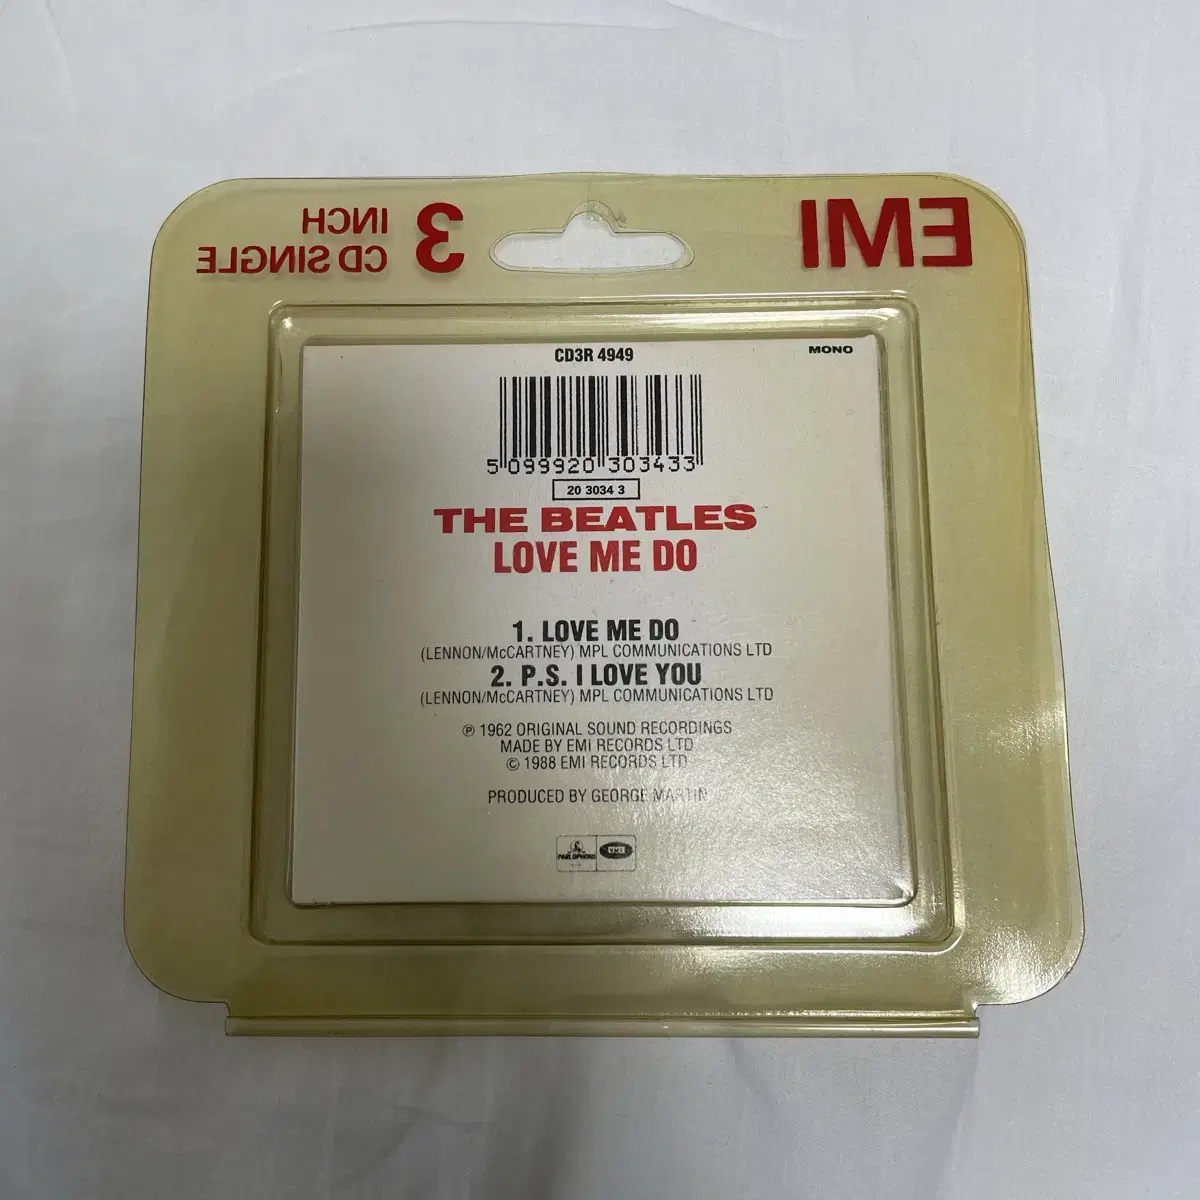 3 INCH
CD SINGLE
EMI
CD3R 4949
MONO
5 099920 303433
20 3034 3
THE BEATLES
LOVE ME DO
1. LOVE ME DO
(LENNON/McCARTNEY) MPL COMMUNICATIONS LTD
2. P.S. I LOVE YOU
(LENNON/McCARTNEY) MPL COMMUNICATIONS LTD
℗ 1962 ORIGINAL SOUND RECORDINGS
MADE BY EMI RECORDS LTD
© 1988 EMI RECORDS LTD
PRODUCED BY GEORGE MARTIN
PARLOPHONE
EMI